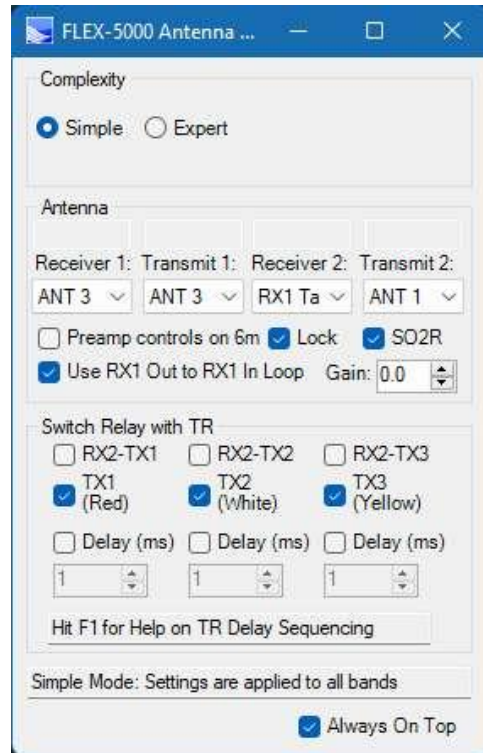 FLEX-5000 Antenna ...
Complexity
Simple Expert
Antenna
Receiver 1: Transmit 1: Receiver 2: Transmit 2:
ANT 3 ANT 3 RX1 Ta ANT 1
Preamp controls on 6m Lock SO2R
Use RX1 Out to RX1 In Loop Gain: 0.0
Switch Relay with TR
RX2-TX1 RX2-TX2 RX2-TX3
TX1 TX2 TX3
(Red) (White) (Yellow)
Delay (ms) Delay (ms) Delay (ms)
1 1 1
Hit F1 for Help on TR Delay Sequencing
Simple Mode: Settings are applied to all bands
Always On Top